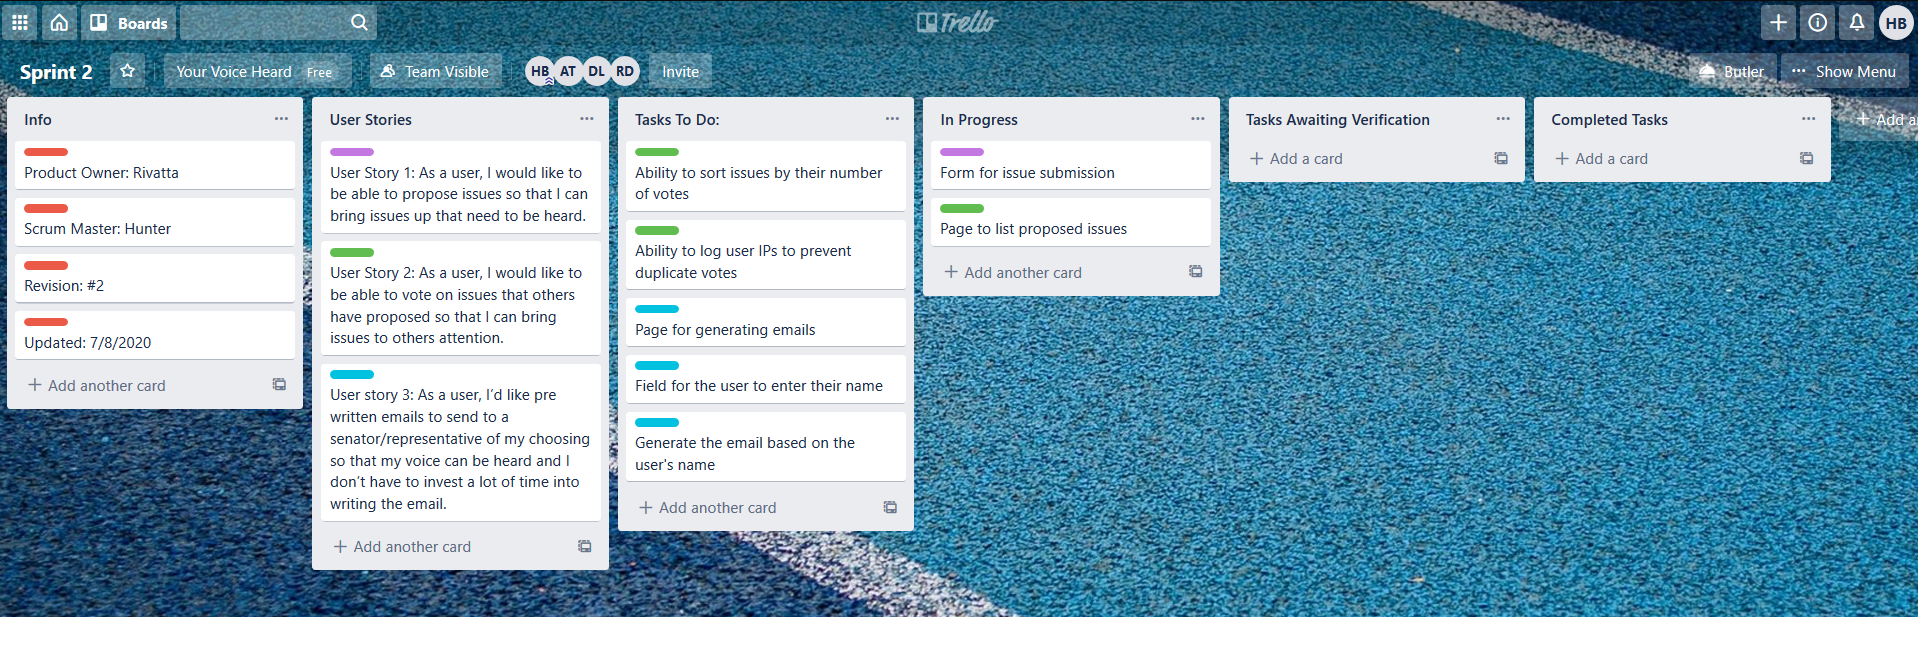 Boards
Trello
HB
Sprint 2
Your Voice Heard Free
Team Visible
HB AT DL RD
Invite
Butler
... Show Menu
Info
Product Owner: Rivatta
Scrum Master: Hunter
Revision: #2
Updated: 7/8/2020
+ Add another card
User Stories
User Story 1: As a user, I would like to
be able to propose issues so that I can
bring issues up that need to be heard.
User Story 2: As a user, I would like to
be able to vote on issues that others
have proposed so that I can bring
issues to others attention.
User story 3: As a user, I’d like pre
written emails to send to a
senator/representative of my choosing
so that my voice can be heard and I
don’t have to invest a lot of time into
writing the email.
+ Add another card
Tasks To Do:
Ability to sort issues by their number
of votes
Ability to log user IPs to prevent
duplicate votes
Page for generating emails
Field for the user to enter their name
Generate the email based on the
user's name
+ Add another card
In Progress
Form for issue submission
Page to list proposed issues
+ Add another card
Tasks Awaiting Verification
+ Add a card
Completed Tasks
+ Add a card
+ Add a